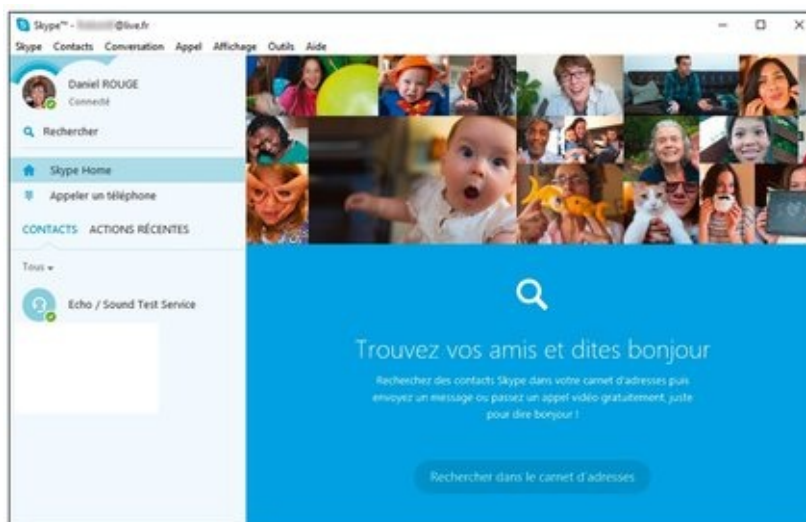 Skype™ - @live.fr
Skype Contacts Conversation Appel Affichage Outils Aide
Daniel ROUGE
Connecté
Rechercher
Skype Home
Appeler un téléphone
CONTACTS ACTIONS RÉCENTES
Tous
Echo / Sound Test Service
Trouvez vos amis et dites bonjour
Recherchez des contacts Skype dans votre carnet d'adresses puis
envoyez un message ou passez un appel vidéo gratuitement, juste
pour dire bonjour !
Rechercher dans le carnet d'adresses